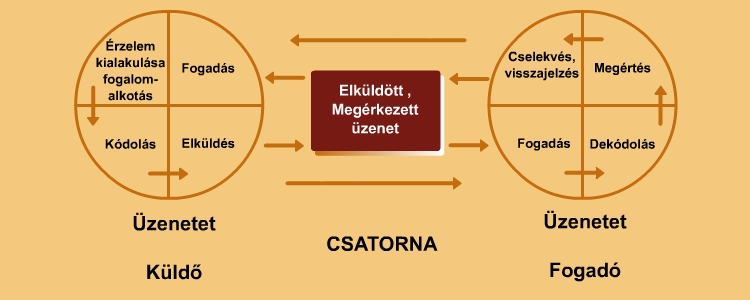 Érzelem
kialakulása
fogalom-
alkotás
Fogadás
Kódolás
Elküldés
Üzenetet
Küldő
Elküldött ,
Megérkezett
üzenet
CSATORNA
Cselekvés,
visszajelzés
Megértés
Fogadás
Dekódolás
Üzenetet
Fogadó